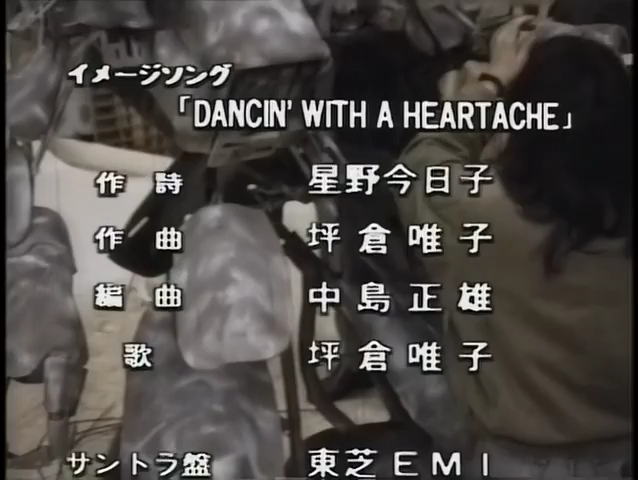 イメージソング
「DANCIN' WITH A HEARTACHE」
作詩 星野今日子
作曲 坪倉唯子
編曲 中島正雄
歌 坪倉唯子
サントラ盤 東芝EMI